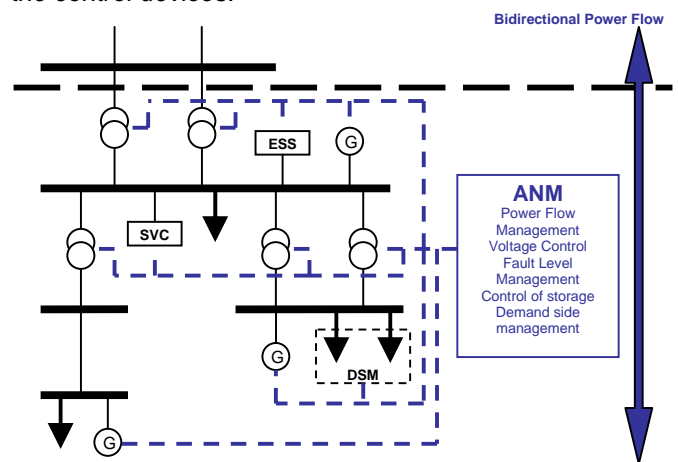 the control devices.
Bidirectional Power Flow
ESS
G
SVC
ANM
Power Flow
Management
Voltage Control
Fault Level
Management
Control of storage
Demand side
management
G
DSM
G